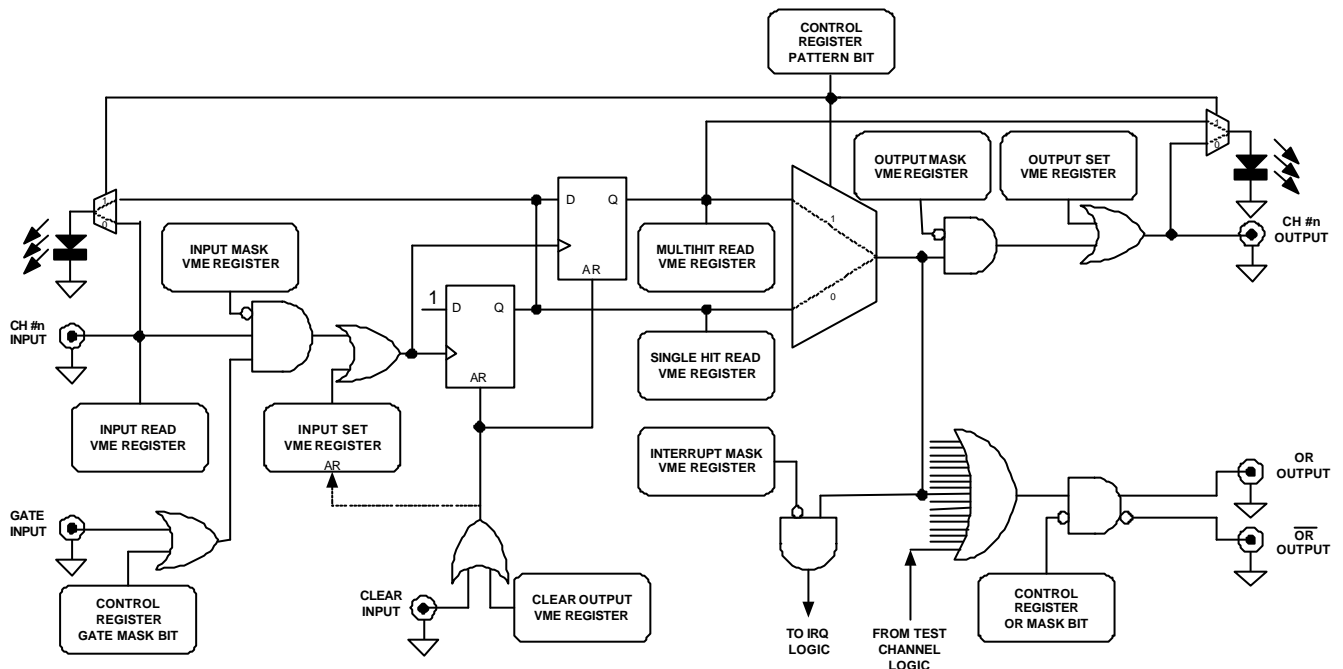 CONTROL
REGISTER
PATTERN BIT
1
0
OUTPUT MASK
VME REGISTER
OUTPUT SET
VME REGISTER
1
0
D Q
AR
INPUT MASK
VME REGISTER
MULTIHIT READ
VME REGISTER
1
0
CH #n
OUTPUT
1
D Q
AR
CH #n
INPUT
SINGLE HIT READ
VME REGISTER
INPUT READ
VME REGISTER
INPUT SET
VME REGISTER
AR
INTERRUPT MASK
VME REGISTER
OR
OUTPUT
GATE
INPUT
OR
OUTPUT
CONTROL
REGISTER
GATE MASK BIT
CLEAR
INPUT
CLEAR OUTPUT
VME REGISTER
CONTROL
REGISTER
OR MASK BIT
TO IRQ
LOGIC
FROM TEST
CHANNEL
LOGIC